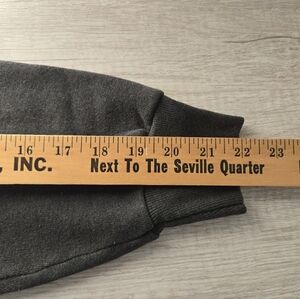 16 17 18 19 20 21 22 23
, INC. Next To The Seville Quarter